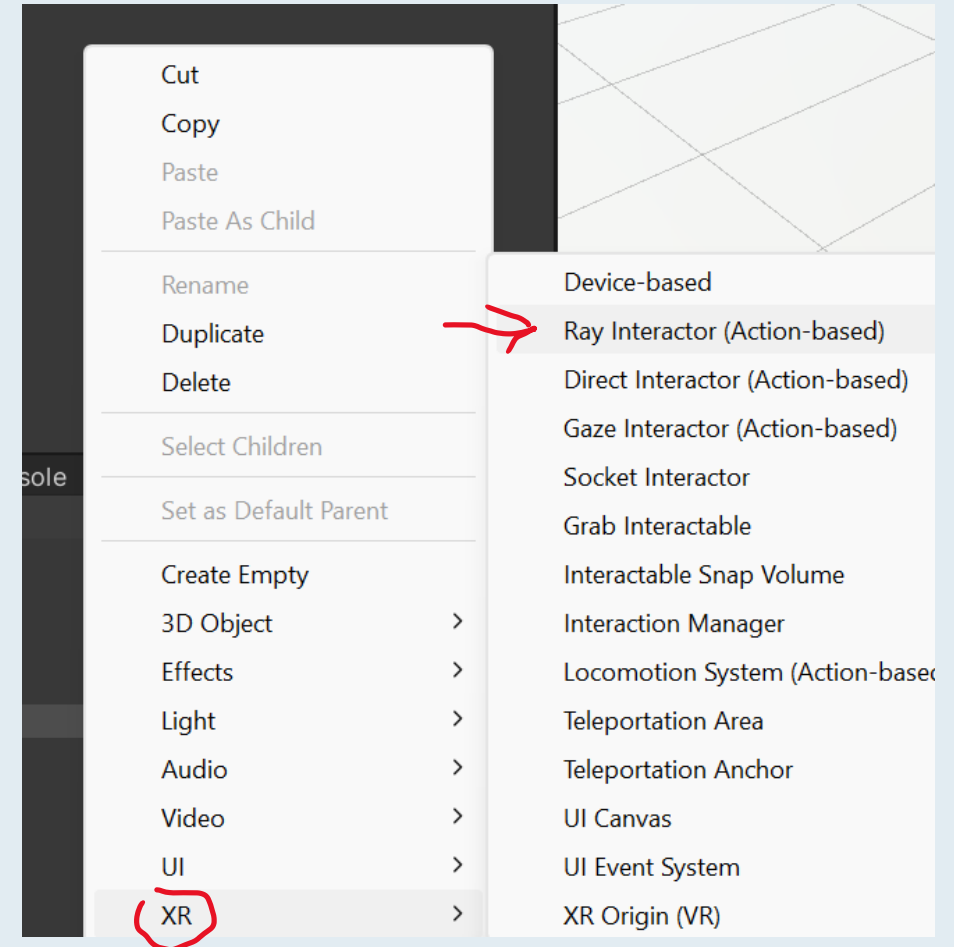 Cut
Copy
Paste
Paste As Child
Rename
Duplicate
Delete
Select Children
sole
Set as Default Parent
Create Empty
3D Object
Effects
Light
Audio
Video
UI
XR
Device-based
Ray Interactor (Action-based)
Direct Interactor (Action-based)
Gaze Interactor (Action-based)
Socket Interactor
Grab Interactable
Interactable Snap Volume
Interaction Manager
Locomotion System (Action-based
Teleportation Area
Teleportation Anchor
UI Canvas
UI Event System
XR Origin (VR)